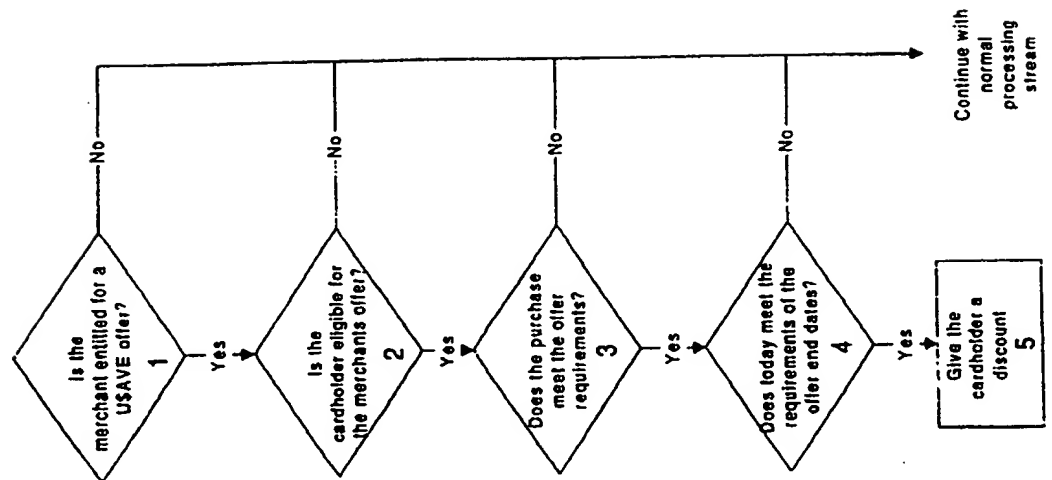 Is the
merchant entitled for a
USAVE offer?
1
No
Yes
Is the
cardholder eligible for
the merchants offer?
2
No
Yes
Does the purchase
meet the offer
requirements?
3
No
Yes
Does today meet the
requirements of the
offer end dates?
4
No
Yes
Give the
cardholder a
discount
5
Continue with
normal
processing
stream